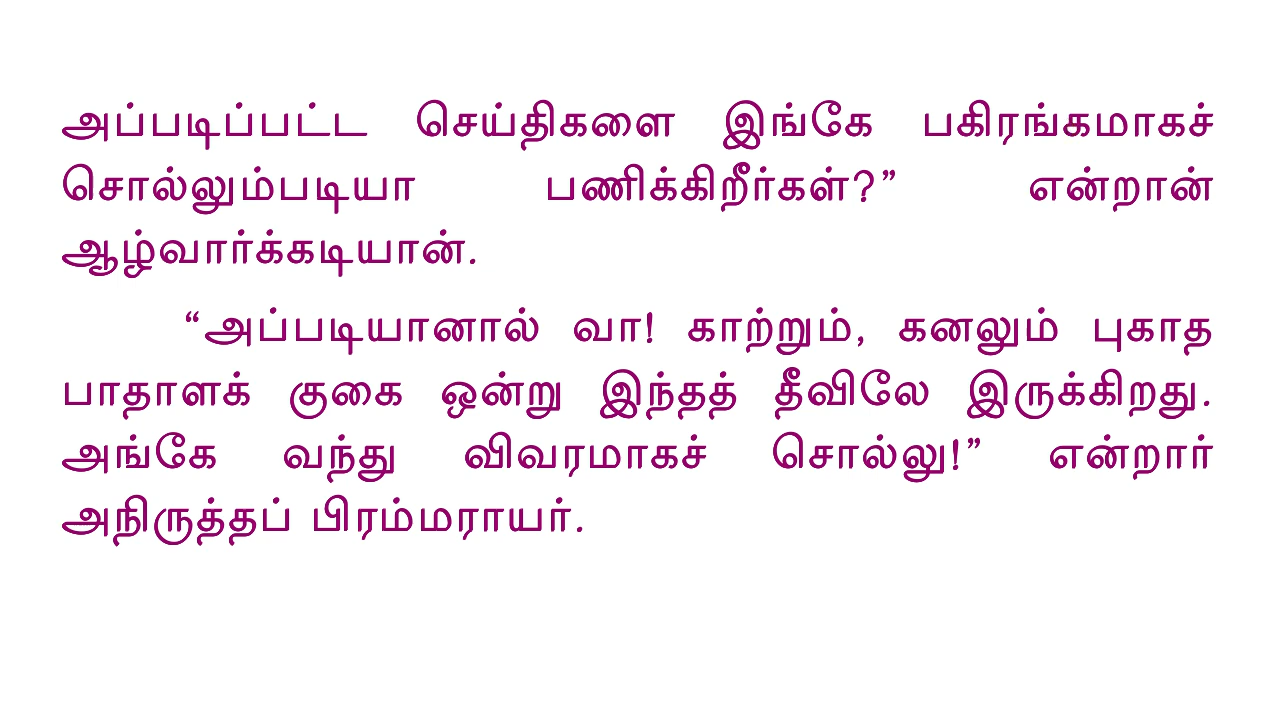 அப்படிப்பட்ட செய்திகளை இங்கே பகிரங்கமாகச்
சொல்லும்படியா பணிக்கிறீர்கள்?” என்றான்
ஆழ்வார்க்கடியான்.
“அப்படியானால் வா! காற்றும், கனலும் புகாத
பாதாளக் குகை ஒன்று இந்தத் தீவிலே இருக்கிறது.
அங்கே வந்து விவரமாகச் சொல்லு!” என்றார்
அநிருத்தப் பிரம்மராயர்.